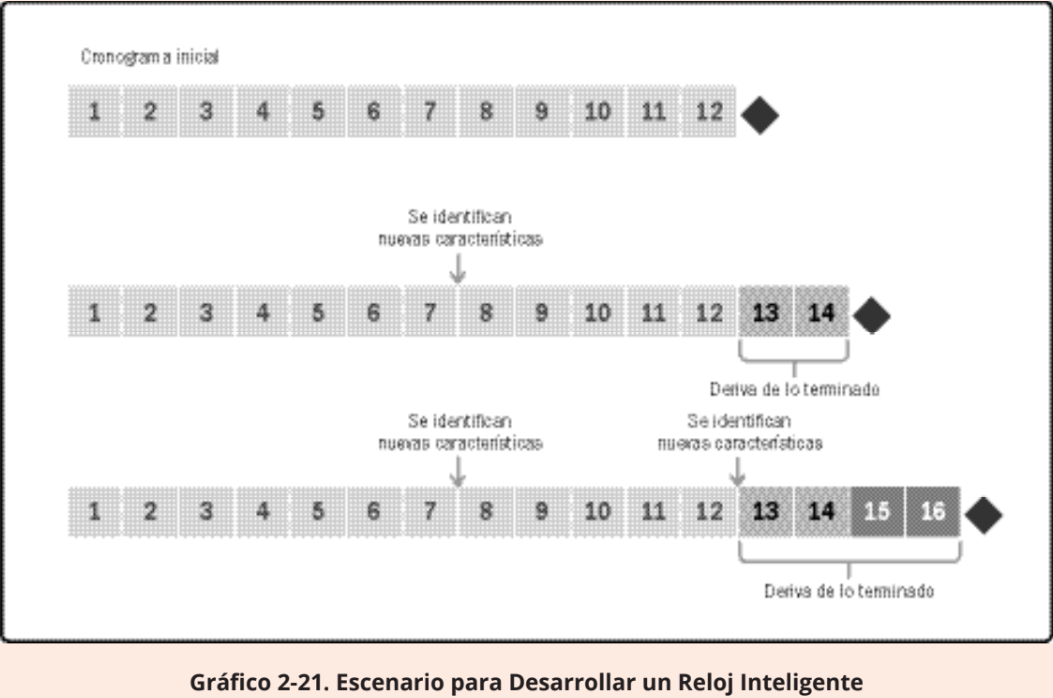 Cronograma inicial
1 2 3 4 5 6 7 8 9 10 11 12
Se identifican
nuevas características
1 2 3 4 5 6 7 8 9 10 11 12 13 14
Deriva de lo terminado
Se identifican
nuevas características
Se identifican
nuevas características
1 2 3 4 5 6 7 8 9 10 11 12 13 14 15 16
Deriva de lo terminado
Gráfico 2-21. Escenario para Desarrollar un Reloj Inteligente